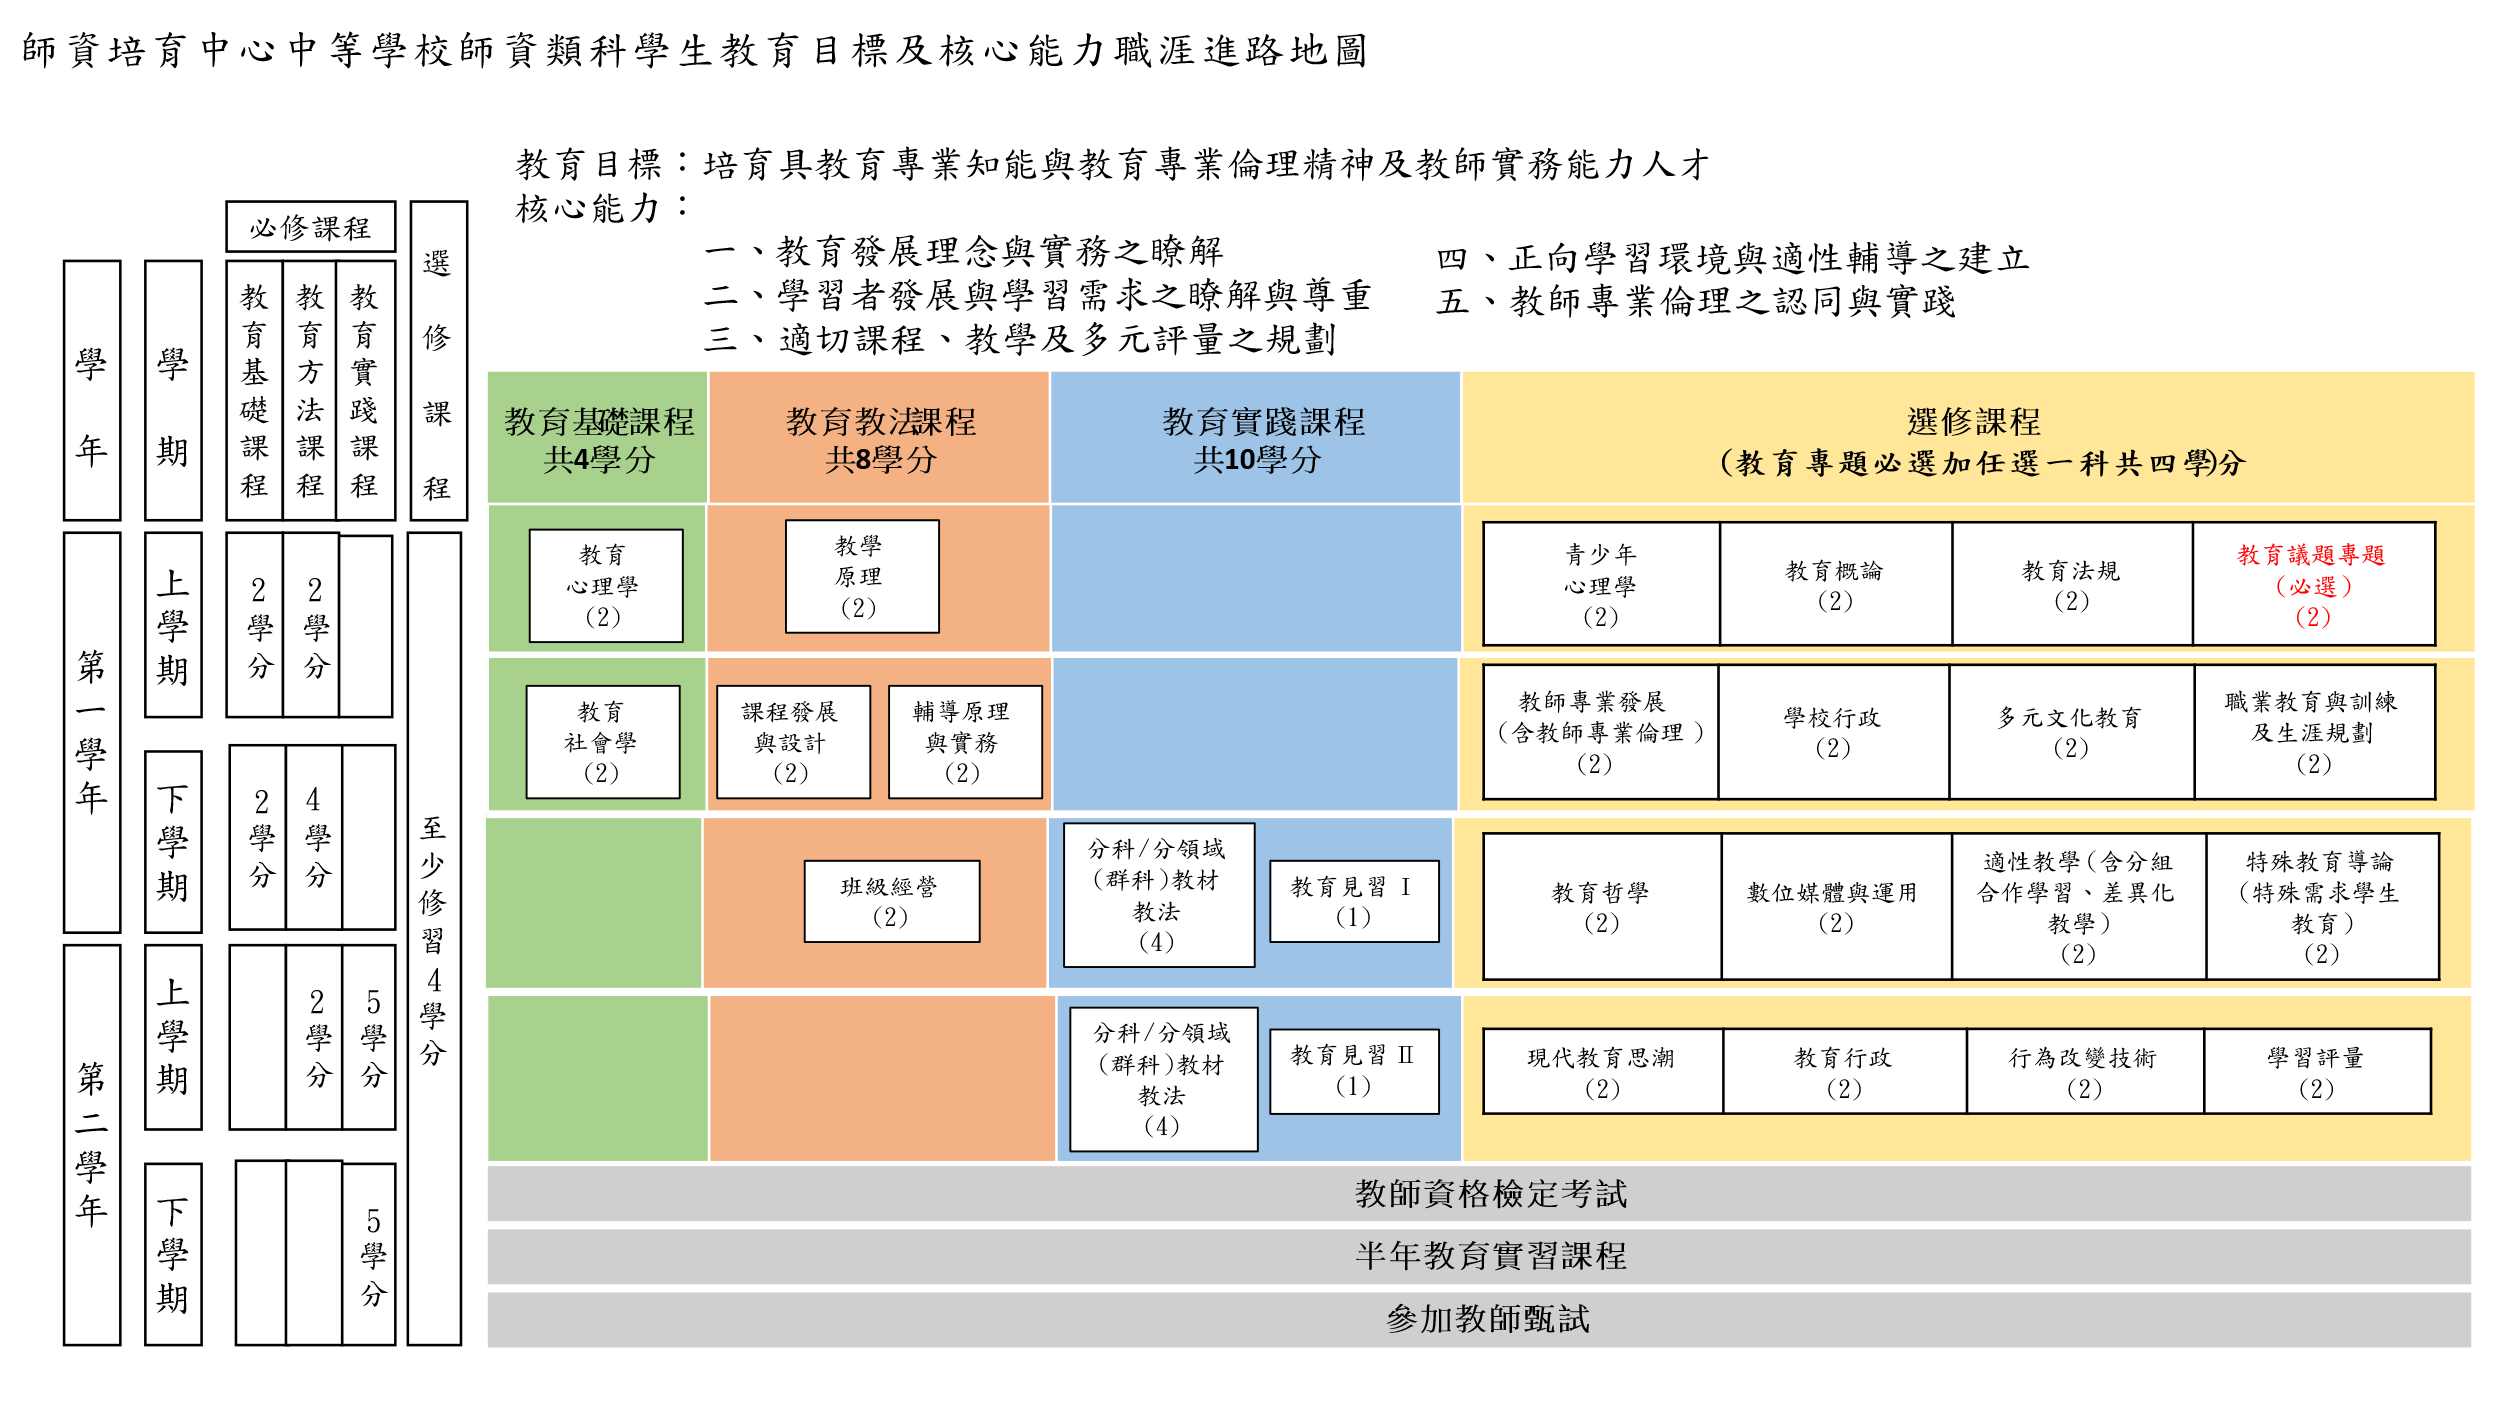 師資培育中心中等學校師資類科學生教育目標及核心能力職涯進路地圖
教育目標：培育具教育專業知能與教育專業倫理精神及教師實務能力人才
核心能力：
一、教育發展理念與實務之瞭解
二、學習者發展與學習需求之瞭解與尊重
三、適切課程、教學及多元評量之規劃
四、正向學習環境與適性輔導之建立
五、教師專業倫理之認同與實踐
學年
學期
必修課程
教育基礎課程
教育方法課程
教育實踐課程
選修課程
第一學年
上學期
2學分
2學分
下學期
2學分
4學分
第二學年
上學期
2學分
5學分
下學期
5學分
至少修習4學分
教育基礎課程
共4學分
教育教法課程
共8學分
教育實踐課程
共10學分
選修課程
(教育專題必選加任選一科共四學)分
教育
心理學
(2)
教學
原理
(2)
青少年
心理學
(2)
教育概論
(2)
教育法規
(2)
教育議題專題
(必選)
(2)
教育
社會學
(2)
課程發展
與設計
(2)
輔導原理
與實務
(2)
教師專業發展
(含教師專業倫理)
(2)
學校行政
(2)
多元文化教育
(2)
職業教育與訓練
及生涯規劃
(2)
班級經營
(2)
分科/分領域
(群科)教材
教法
(4)
教育見習 I
(1)
教育哲學
(2)
數位媒體與運用
(2)
適性教學(含分組
合作學習、差異化
教學)
(2)
特殊教育導論
(特殊需求學生
教育)
(2)
分科/分領域
(群科)教材
教法
(4)
教育見習 II
(1)
現代教育思潮
(2)
教育行政
(2)
行為改變技術
(2)
學習評量
(2)
教師資格檢定考試
半年教育實習課程
參加教師甄試